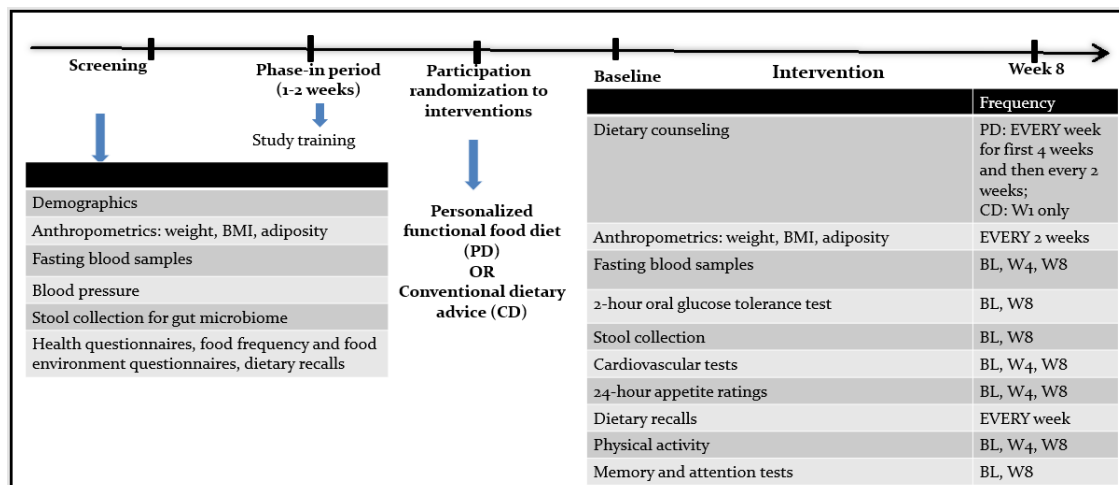 Screening
Phase-in period
(1-2 weeks)
Study training
Participation
randomization to
interventions
Personalized
functional food diet
(PD)
OR
Conventional dietary
advice (CD)
Baseline
Intervention
Week 8
Demographics
Anthropometrics: weight, BMI, adiposity
Fasting blood samples
Blood pressure
Stool collection for gut microbiome
Health questionnaires, food frequency and food
environment questionnaires, dietary recalls
Frequency
Dietary counseling
PD: EVERY week
for first 4 weeks
and then every 2
weeks;
CD: W1 only
Anthropometrics: weight, BMI, adiposity
EVERY 2 weeks
Fasting blood samples
BL, W4, W8
2-hour oral glucose tolerance test
BL, W8
Stool collection
BL, W8
Cardiovascular tests
BL, W4, W8
24-hour appetite ratings
BL, W4, W8
Dietary recalls
EVERY week
Physical activity
BL, W4, W8
Memory and attention tests
BL, W8